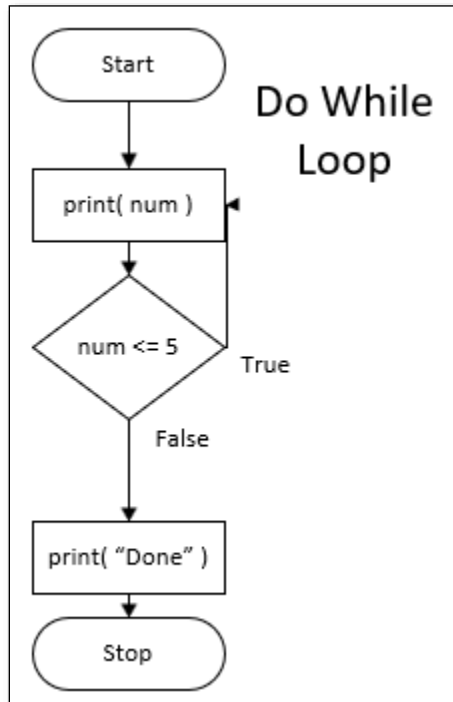 Start
Do While
Loop
print( num )
num <= 5
True
False
print( “Done” )
Stop